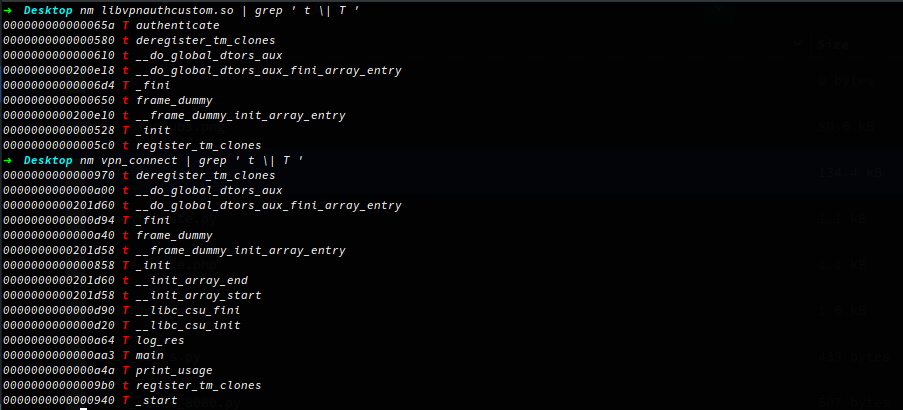 ➜ Desktop nm libvpnauthcustom.so | grep ' t \| T '
000000000000065a T authenticate
0000000000000580 t deregister_tm_clones
0000000000000610 t __do_global_dtors_aux
0000000000200e18 t __do_global_dtors_aux_fini_array_entry
00000000000006d4 T _fini
0000000000000650 t frame_dummy
0000000000200e10 t __frame_dummy_init_array_entry
0000000000000528 T _init
00000000000005c0 t register_tm_clones
➜ Desktop nm vpn_connect | grep ' t \| T '
0000000000000970 t deregister_tm_clones
0000000000000a00 t __do_global_dtors_aux
0000000000201d60 t __do_global_dtors_aux_fini_array_entry
0000000000000d94 T _fini
0000000000000a40 t frame_dummy
0000000000201d58 t __frame_dummy_init_array_entry
0000000000000858 T _init
0000000000201d60 t __init_array_end
0000000000201d58 t __init_array_start
0000000000000d90 T __libc_csu_fini
0000000000000d20 T __libc_csu_init
0000000000000a64 T log_res
0000000000000aa3 T main
0000000000000a4a T print_usage
00000000000009b0 t register_tm_clones
0000000000000940 T _start